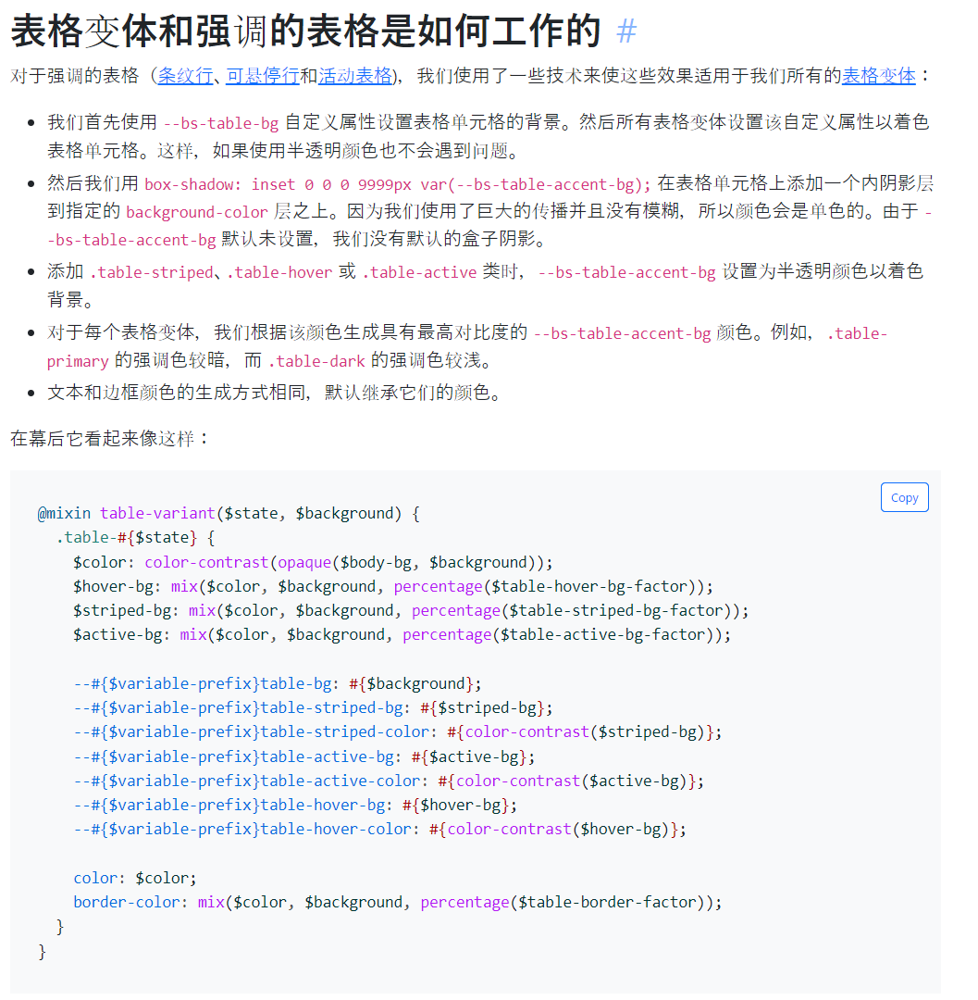 表格变体和强调的表格是如何工作的 #
对于强调的表格（条纹行、可悬停行和活动表格)，我们使用了一些技术来使这些效果适用于我们所有的表格变体：
• 我们首先使用 --bs-table-bg 自定义属性设置表格单元格的背景。然后所有表格变体设置该自定义属性以着色
表格单元格。这样，如果使用半透明颜色也不会遇到问题。
• 然后我们用 box-shadow: inset 0 0 0 9999px var(--bs-table-accent-bg); 在表格单元格上添加一个内阴影层
到指定的 background-color 层之上。因为我们使用了巨大的传播并且没有模糊，所以颜色会是单色的。由于 -
-bs-table-accent-bg 默认未设置，我们没有默认的盒子阴影。
• 添加 .table-striped、.table-hover 或 .table-active 类时，--bs-table-accent-bg 设置为半透明颜色以着色
背景。
• 对于每个表格变体，我们根据该颜色生成具有最高对比度的 --bs-table-accent-bg 颜色。例如，.table-
primary 的强调色较暗，而 .table-dark 的强调色较浅。
• 文本和边框颜色的生成方式相同，默认继承它们的颜色。
在幕后它看起来像这样：
Copy
@mixin table-variant($state, $background) {
  .table-#{$state} {
    $color: color-contrast(opaque($body-bg, $background));
    $hover-bg: mix($color, $background, percentage($table-hover-bg-factor));
    $striped-bg: mix($color, $background, percentage($table-striped-bg-factor));
    $active-bg: mix($color, $background, percentage($table-active-bg-factor));

    --#{$variable-prefix}table-bg: #{$background};
    --#{$variable-prefix}table-striped-bg: #{$striped-bg};
    --#{$variable-prefix}table-striped-color: #{color-contrast($striped-bg)};
    --#{$variable-prefix}table-active-bg: #{$active-bg};
    --#{$variable-prefix}table-active-color: #{color-contrast($active-bg)};
    --#{$variable-prefix}table-hover-bg: #{$hover-bg};
    --#{$variable-prefix}table-hover-color: #{color-contrast($hover-bg)};

    color: $color;
    border-color: mix($color, $background, percentage($table-border-factor));
  }
}